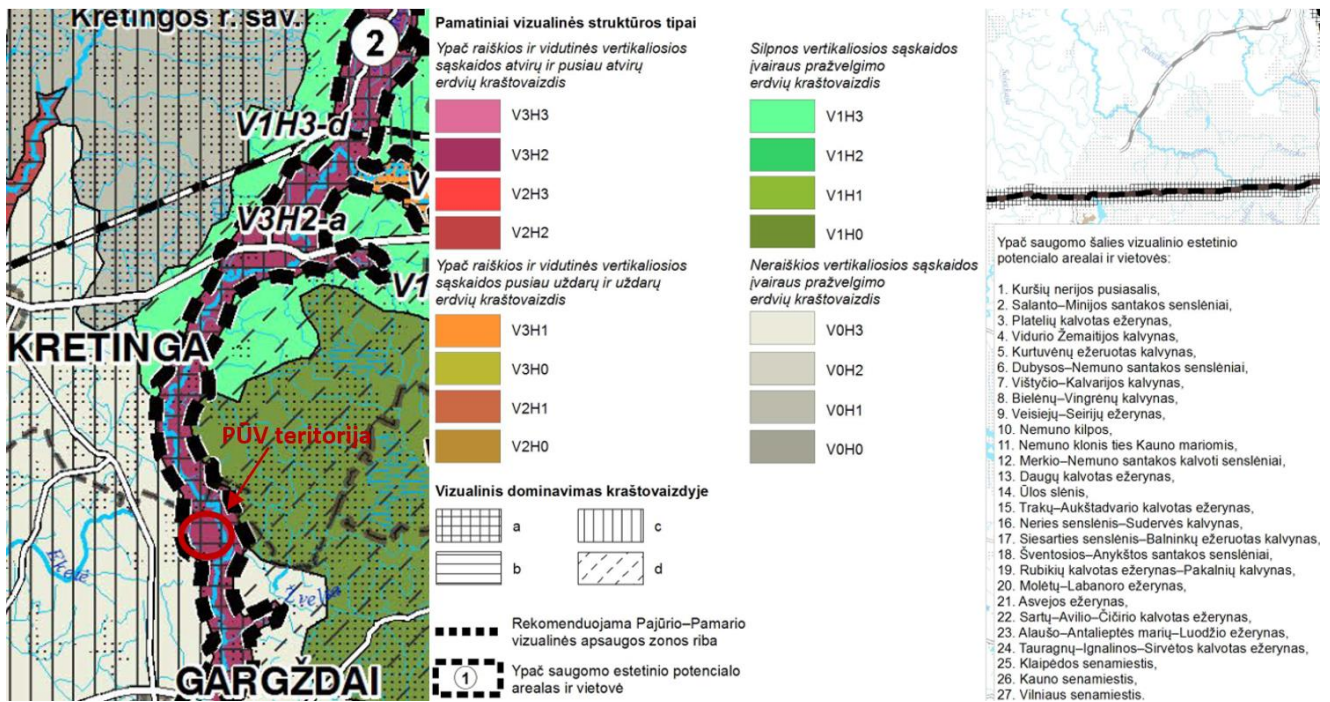 Kretingos r. sav.
2
V1H3-d
V3H2-a
V1
KRETINGA
PŪV teritorija
GARGŽDAI
Pamatiniai vizualinės struktūros tipai
Ypač raiškios ir vidutinės vertikaliosios
sąskaidos atvirų ir pusiau atvirų
erdvių kraštovaizdis
V3H3
V3H2
V2H3
V2H2
Ypač raiškios ir vidutinės vertikaliosios
sąskaidos pusiau uždarų ir uždarų
erdvių kraštovaizdis
V3H1
V3H0
V2H1
V2H0
Silpnos vertikaliosios sąskaidos
įvairaus pražvelgimo
erdvių kraštovaizdis
V1H3
V1H2
V1H1
V1H0
Neraiškios vertikaliosios sąskaidos
įvairaus pražvelgimo
erdvių kraštovaizdis
V0H3
V0H2
V0H1
V0H0
Vizualinis dominavimas kraštovaizdyje
a
c
b
d
Rekomenduojama Pajūrio–Pamario
vizualinės apsaugos zonos riba
1
Ypač saugomo estetinio potencialo
arealas ir vietovė
Ypač saugomo šalies vizualinio estetinio
potencialo arealai ir vietovės:
1. Kuršių nerijos pusiasalis,
2. Salanto–Minijos santakos senslėniai,
3. Platelių kalvotas ežerynas,
4. Vidurio Žemaitijos kalvynas,
5. Kurtuvėnų ežeruotas kalvynas,
6. Dubysos–Nemuno santakos senslėniai,
7. Vištyčio–Kalvarijos kalvynas,
8. Bielėnų–Vingrėnų kalvynas,
9. Veisiejų–Seirijų ežerynas,
10. Nemuno kilpos,
11. Nemuno klonis ties Kauno mariomis,
12. Merkio–Nemuno santakos kalvoti senslėniai,
13. Daugų kalvotas ežerynas,
14. Ūlos slėnis,
15. Trakų–Aukštadvario kalvotas ežerynas,
16. Neries senslėnis–Sudervės kalvynas,
17. Siesarties senslėnis–Balninkų ežeruotas kalvynas,
18. Šventosios–Anykštos santakos senslėniai,
19. Rubikių kalvotas ežerynas–Pakalnių kalvynas,
20. Molėtų–Labanoro ežerynas,
21. Asvejos ežerynas,
22. Sartų–Avilio–Čičirio kalvotas ežerynas,
23. Alaušo–Antalieptės marių–Luodžio ežerynas,
24. Tauragnų–Ignalinos–Sirvėtos kalvotas ežerynas,
25. Klaipėdos senamiestis,
26. Kauno senamiestis,
27. Vilniaus senamiestis.